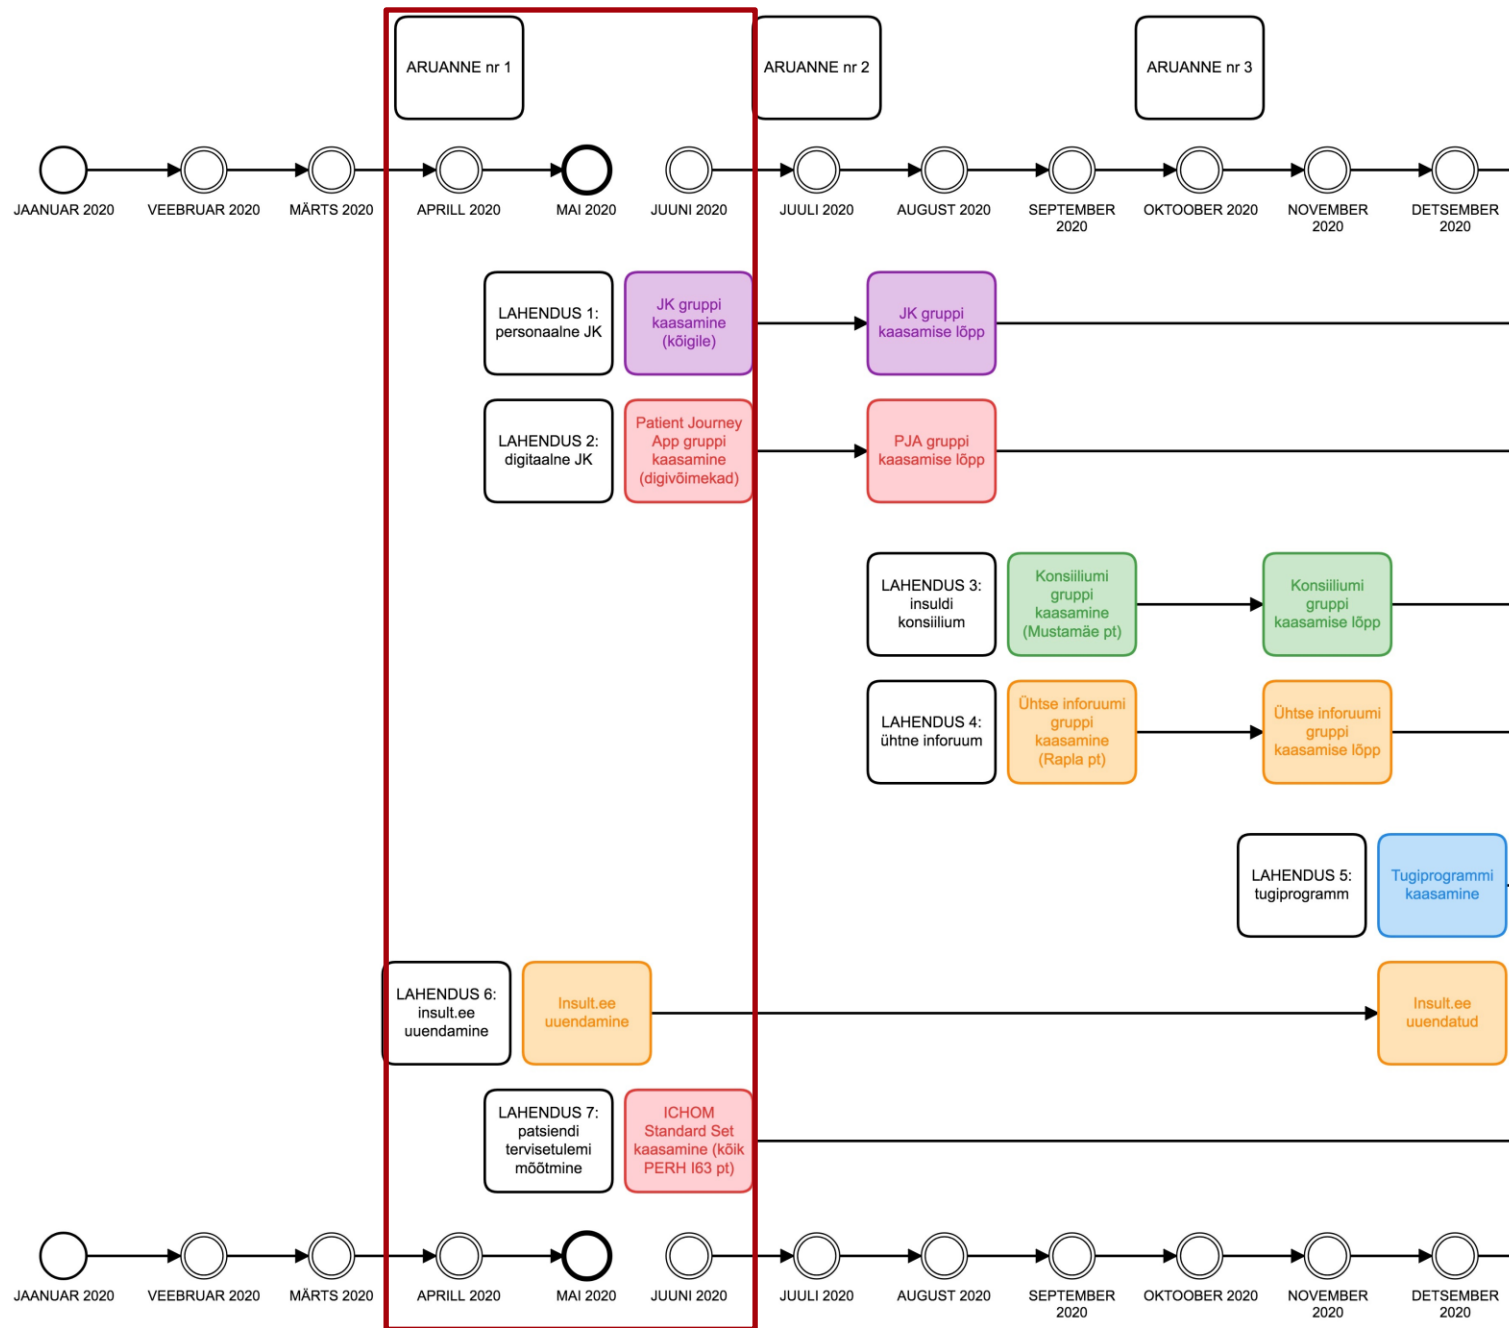 ARUANNE nr 1
ARUANNE nr 2
ARUANNE nr 3
JAANUAR 2020
VEEBRUAR 2020
MÄRTS 2020
APRILL 2020
MAI 2020
JUUNI 2020
JUULI 2020
AUGUST 2020
SEPTEMBER
2020
OKTOOBER 2020
NOVEMBER
2020
DETSEMBER
2020
LAHENDUS 1:
personaalne JK
JK gruppi
kaasamine
(kõigile)
JK gruppi
kaasamise lõpp
LAHENDUS 2:
digitaalne JK
Patient Journey
App gruppi
kaasamine
(digivõimekad)
PJA gruppi
kaasamise lõpp
LAHENDUS 3:
insuldi
konsiilium
Konsiiliumi
gruppi
kaasamine
(Mustamäe pt)
Konsiiliumi
gruppi
kaasamise lõpp
LAHENDUS 4:
ühtne inforuum
Ühtse inforuumi
gruppi
kaasamine
(Rapla pt)
Ühtse inforuumi
gruppi
kaasamise lõpp
LAHENDUS 5:
tugiprogramm
Tugiprogrammi
kaasamine
LAHENDUS 6:
insult.ee
uuendamine
Insult.ee
uuendamine
Insult.ee
uuendatud
LAHENDUS 7:
patsiendi
tervisetulemi
mõõtmine
ICHOM
Standard Set
kaasamine (kõik
PERH I63 pt)
JAANUAR 2020
VEEBRUAR 2020
MÄRTS 2020
APRILL 2020
MAI 2020
JUUNI 2020
JUULI 2020
AUGUST 2020
SEPTEMBER
2020
OKTOOBER 2020
NOVEMBER
2020
DETSEMBER
2020